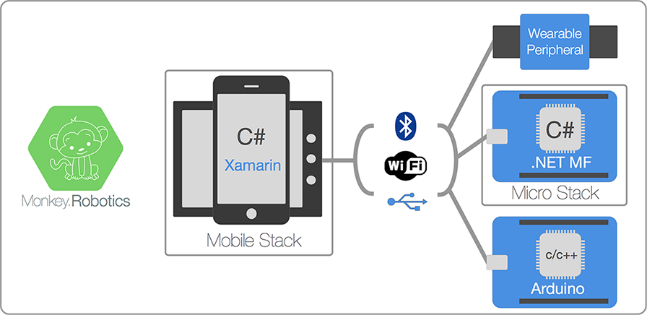 Monkey.Robotics
C#
Xamarin
Mobile Stack
WiFi
Wearable
Peripheral
C#
.NET MF
Micro Stack
c/c++
Arduino